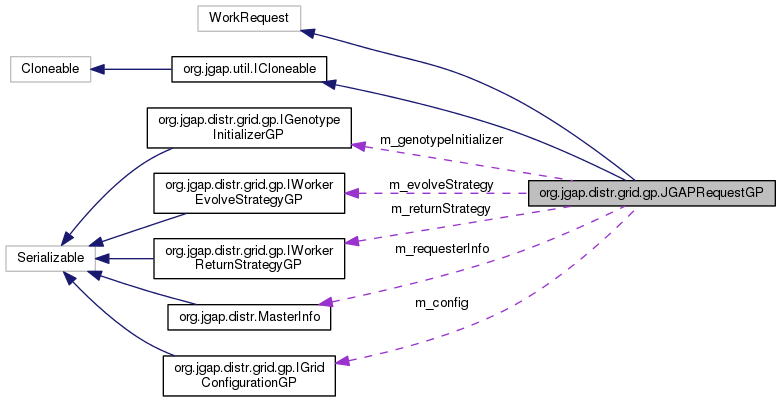 WorkRequest
Cloneable
org.jgap.util.ICloneable
org.jgap.distr.grid.gp.IGenotype
InitializerGP
m_genotypeInitializer
org.jgap.distr.grid.gp.IWorker
EvolveStrategyGP
m_evolveStrategy
org.jgap.distr.grid.gp.JGAPRequestGP
m_returnStrategy
Serializable
org.jgap.distr.grid.gp.IWorker
ReturnStrategyGP
m_requesterInfo
org.jgap.distr.MasterInfo
m_config
org.jgap.distr.grid.gp.IGrid
ConfigurationGP